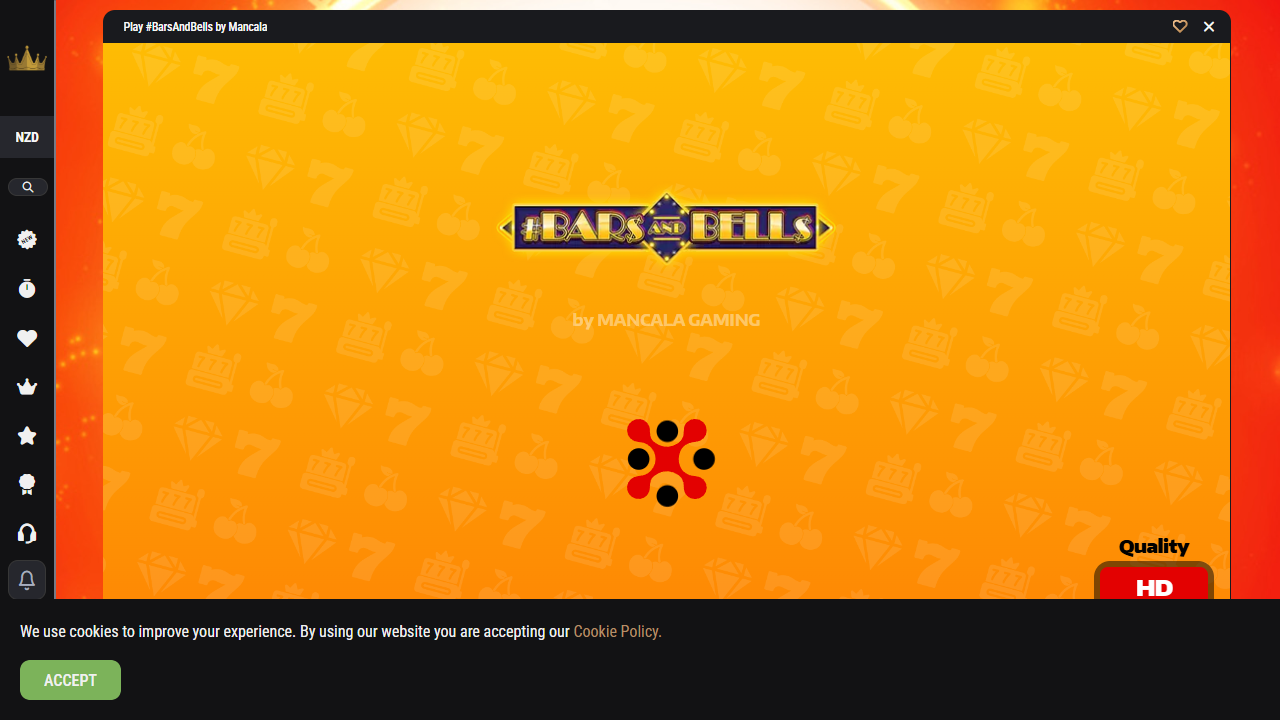 Play #BarsAndBells by Mancala
NZD
NEW
#BARS AND BELLS
by MANCALA GAMING
Quality
HD
We use cookies to improve your experience. By using our website you are accepting our Cookie Policy.
ACCEPT